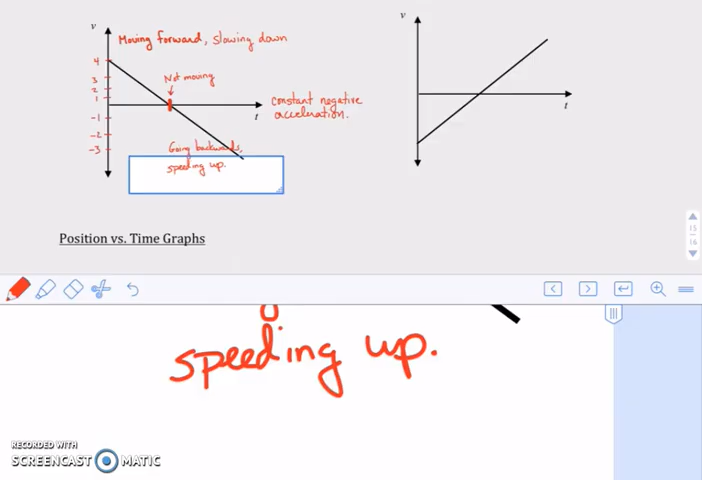 v
Moving forward, slowing down
4
3
2
1
-1
-2
-3
Not moving
t
constant negative
acceleration.
Going backwards,
speeding up.
v
t
Position vs. Time Graphs
15
16
speeding up.
RECORDED WITH
SCREENCAST MATIC